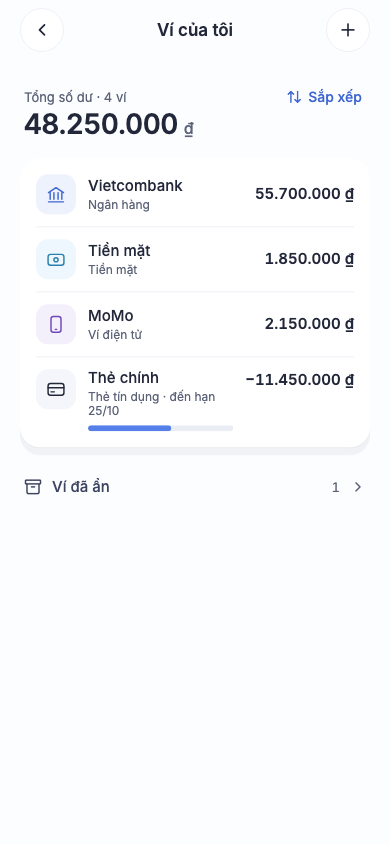 Ví của tôi
Tổng số dư · 4 ví
Sắp xếp
48.250.000 ₫
Vietcombank
55.700.000 ₫
Ngân hàng
Tiền mặt
1.850.000 ₫
Tiền mặt
MoMo
2.150.000 ₫
Ví điện tử
Thẻ chính
−11.450.000 ₫
Thẻ tín dụng · đến hạn
25/10
Ví đã ẩn
1